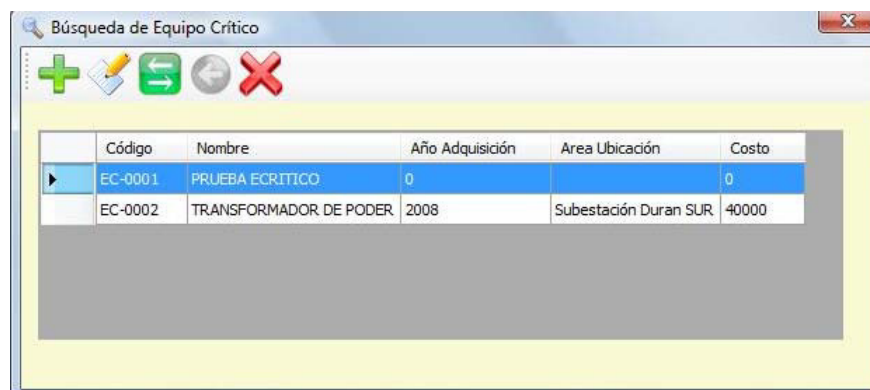 Búsqueda de Equipo Crítico
Código Nombre Año Adquisición Area Ubicación Costo
EC-0001 PRUEBA ECRITICO 0 0
EC-0002 TRANSFORMADOR DE PODER 2008 Subestación Duran SUR 40000